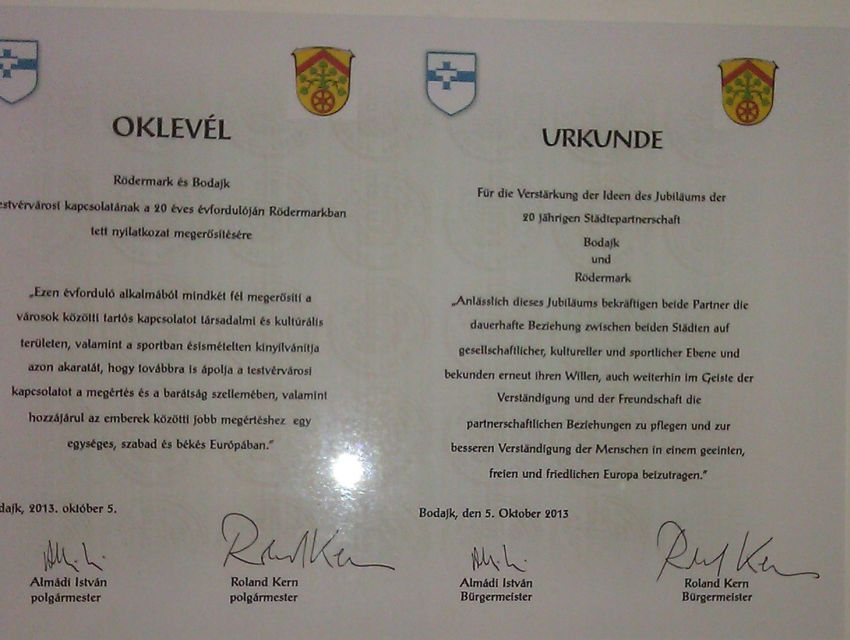 OKLEVÉL
Rödermark és Bodajk
estvérvárosi kapcsolatának a 20 éves évfordulóján Rödermarkban
tett nyilatkozat megerősítésére
„Ezen évforduló alkalmából mindkét fél megerősíti a
városok közötti tartós kapcsolatot társadalmi és kultúrális
területen, valamint a sportban ésismételten kinyilvánítja
azon akaratát, hogy továbbra is ápolja a testvérvárosi
kapcsolatot a megértés és a barátság szellemében, valamint
hozzájárul az emberek közötti jobb megértéshez egy
egységes, szabad és békés Európában."
dajk, 2013. október 5.
Almádi István
polgármester
Roland Kern
polgármester
URKUNDE
Für die Verstärkung der Ideen des Jubiläums der
20 jährigen Städtepartnerschaft
Bodajk
und
Rödermark
„Anlässlich dieses Jubiläums bekräftigen beide Partner die
dauerhafte Beziehung zwischen beiden Städten auf
gesellschaftlicher, kultureller und sportlicher Ebene und
bekunden erneut ihren Willen, auch weiterhin im Geiste der
Verständigung und der Freundschaft die
partnerschaftlichen Beziehungen zu pflegen und zur
besseren Verständigung der Menschen in einem geeinten,
freien und friedlichen Europa beizutragen."
Bodajk, den 5. Oktober 2013
Almádi István
Bürgermeister
Roland Kern
Bürgermeister